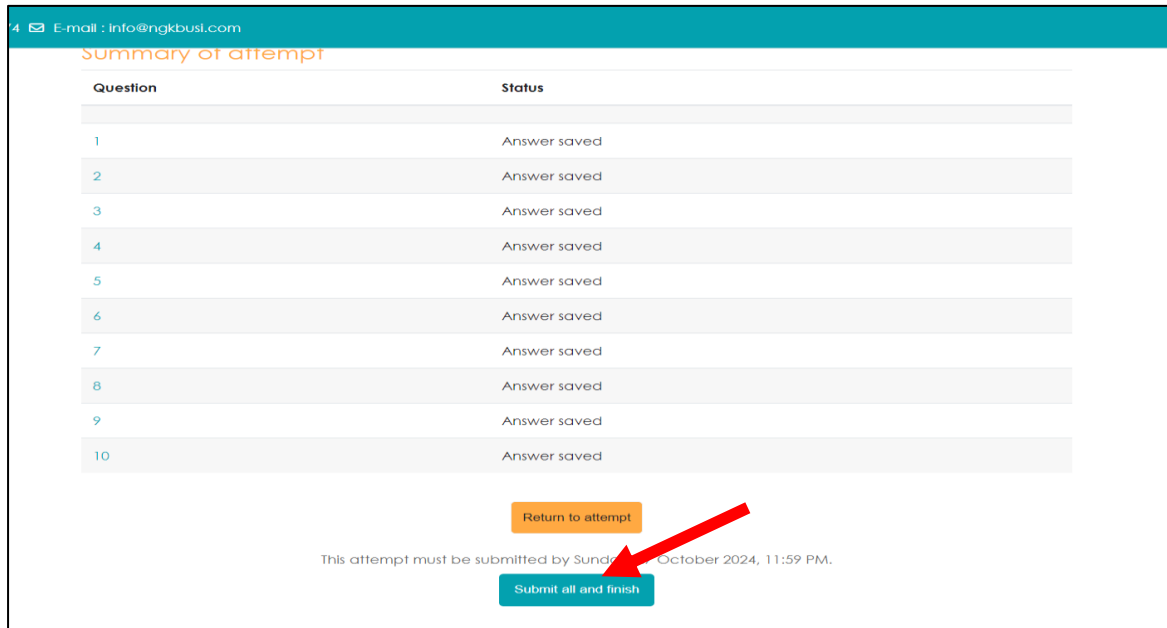 E-mail : info@ngkbusi.com
Summary of attempt
Question Status
1 Answer saved
2 Answer saved
3 Answer saved
4 Answer saved
5 Answer saved
6 Answer saved
7 Answer saved
8 Answer saved
9 Answer saved
10 Answer saved
Return to attempt
This attempt must be submitted by October 2024, 11:59 PM.
Submit all and finish